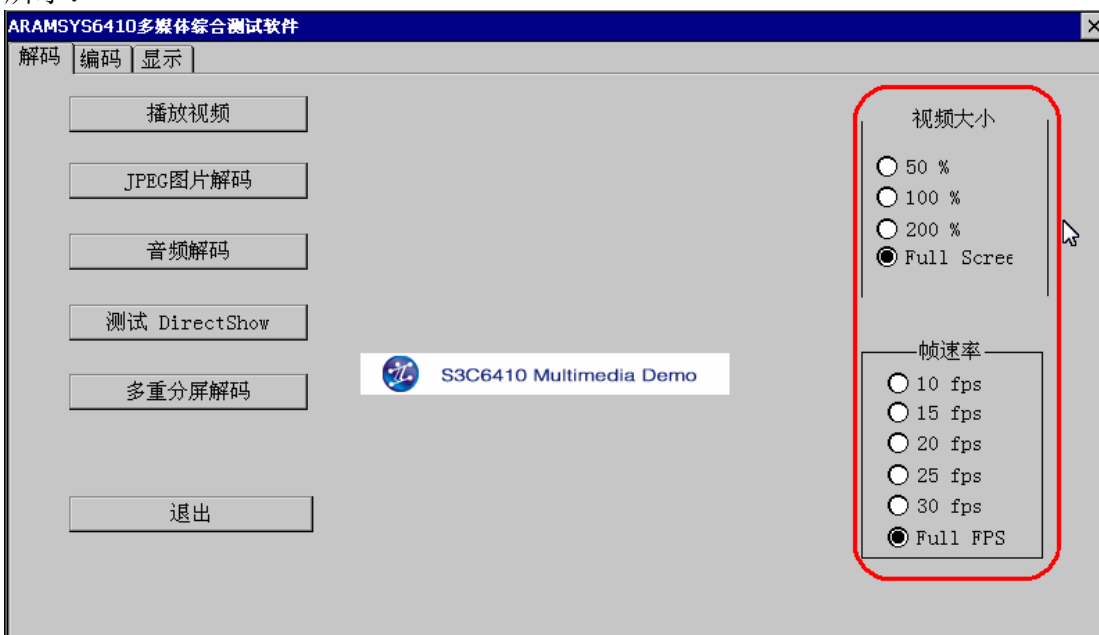 ARAMSYS6410多媒体综合测试软件
解码 编码 显示
播放视频
JPEG图片解码
音频解码
测试 DirectShow
多重分屏解码
退出
S3C6410 Multimedia Demo
视频大小
50 %
100 %
200 %
Full Scree
帧速率
10 fps
15 fps
20 fps
25 fps
30 fps
Full FPS